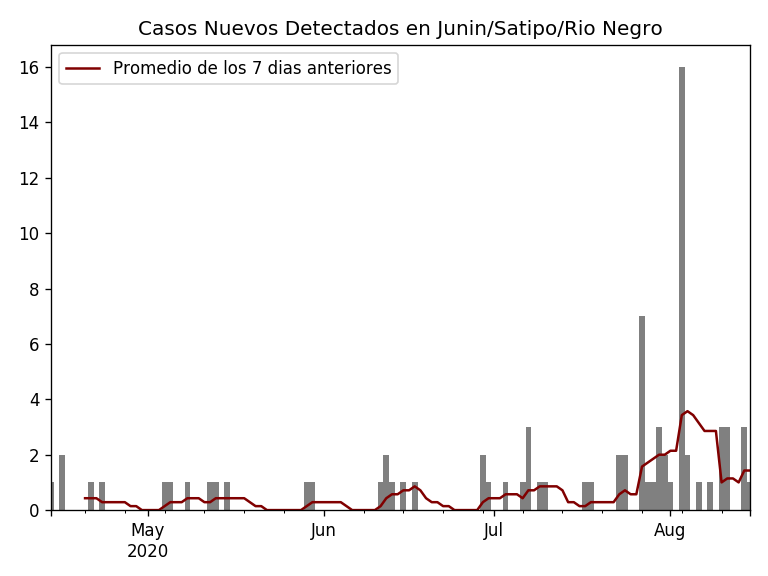 Casos Nuevos Detectados en Junin/Satipo/Rio Negro
Promedio de los 7 dias anteriores
16
14
12
10
8
6
4
2
0
May
2020
Jun
Jul
Aug